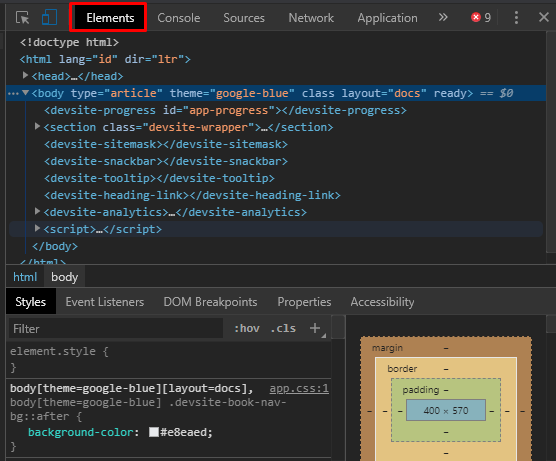 Elements Console Sources Network Application » 9
<!doctype html>
<html lang="id" dir="ltr">
<head>…</head>
<body type="article" theme="google-blue" class layout="docs" ready> == $0
<devsite-progress id="app-progress"></devsite-progress>
<section class="devsite-wrapper">…</section>
<devsite-sitemask></devsite-sitemask>
<devsite-snackbar></devsite-snackbar>
<devsite-tooltip></devsite-tooltip>
<devsite-heading-link></devsite-heading-link>
<devsite-analytics>…</devsite-analytics>
<script>…</script>
</body>
</html>
html body
Styles Event Listeners DOM Breakpoints Properties Accessibility
Filter :hov .cls +
element.style {
}
body[theme=google-blue][layout=docs], app.css:1
body[theme=google-blue] .devsite-book-nav-
bg::after {
background-color: #e8eaed;
}
margin –
border –
padding –
– – – 400 × 570 – – –
–